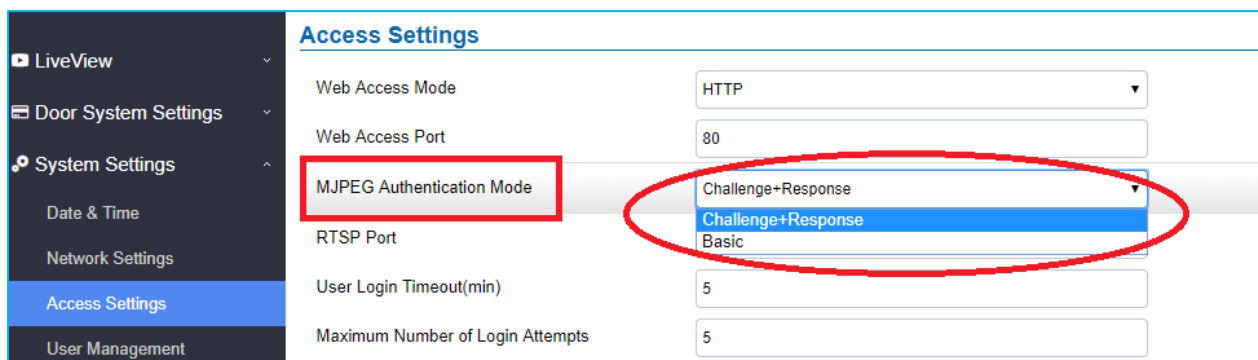 Access Settings
LiveView
Door System Settings
System Settings
Date & Time
Network Settings
Access Settings
User Management
Web Access Mode HTTP
Web Access Port 80
MJPEG Authentication Mode Challenge+Response
Challenge+Response
Basic
RTSP Port
User Login Timeout(min) 5
Maximum Number of Login Attempts 5